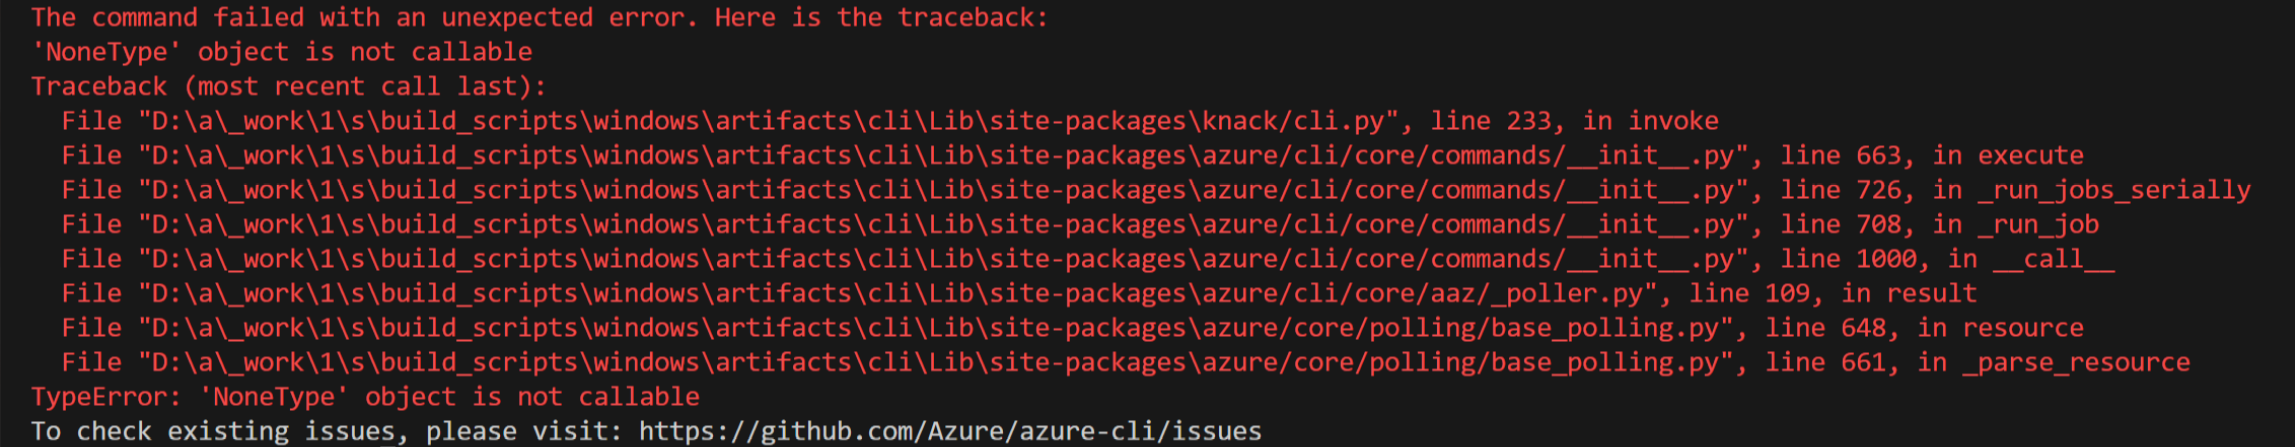 The command failed with an unexpected error. Here is the traceback:
'NoneType' object is not callable
Traceback (most recent call last):
  File "D:\a\_work\1\s\build_scripts\windows\artifacts\cli\Lib\site-packages\knack/cli.py", line 233, in invoke
  File "D:\a\_work\1\s\build_scripts\windows\artifacts\cli\Lib\site-packages\azure/cli/core/commands/__init__.py", line 663, in execute
  File "D:\a\_work\1\s\build_scripts\windows\artifacts\cli\Lib\site-packages\azure/cli/core/commands/__init__.py", line 726, in _run_jobs_serially
  File "D:\a\_work\1\s\build_scripts\windows\artifacts\cli\Lib\site-packages\azure/cli/core/commands/__init__.py", line 708, in _run_job
  File "D:\a\_work\1\s\build_scripts\windows\artifacts\cli\Lib\site-packages\azure/cli/core/commands/__init__.py", line 1000, in __call__
  File "D:\a\_work\1\s\build_scripts\windows\artifacts\cli\Lib\site-packages\azure/cli/core/aaz/_poller.py", line 109, in result
  File "D:\a\_work\1\s\build_scripts\windows\artifacts\cli\Lib\site-packages\azure/core/polling/base_polling.py", line 648, in resource
  File "D:\a\_work\1\s\build_scripts\windows\artifacts\cli\Lib\site-packages\azure/core/polling/base_polling.py", line 661, in _parse_resource
TypeError: 'NoneType' object is not callable
To check existing issues, please visit: https://github.com/Azure/azure-cli/issues